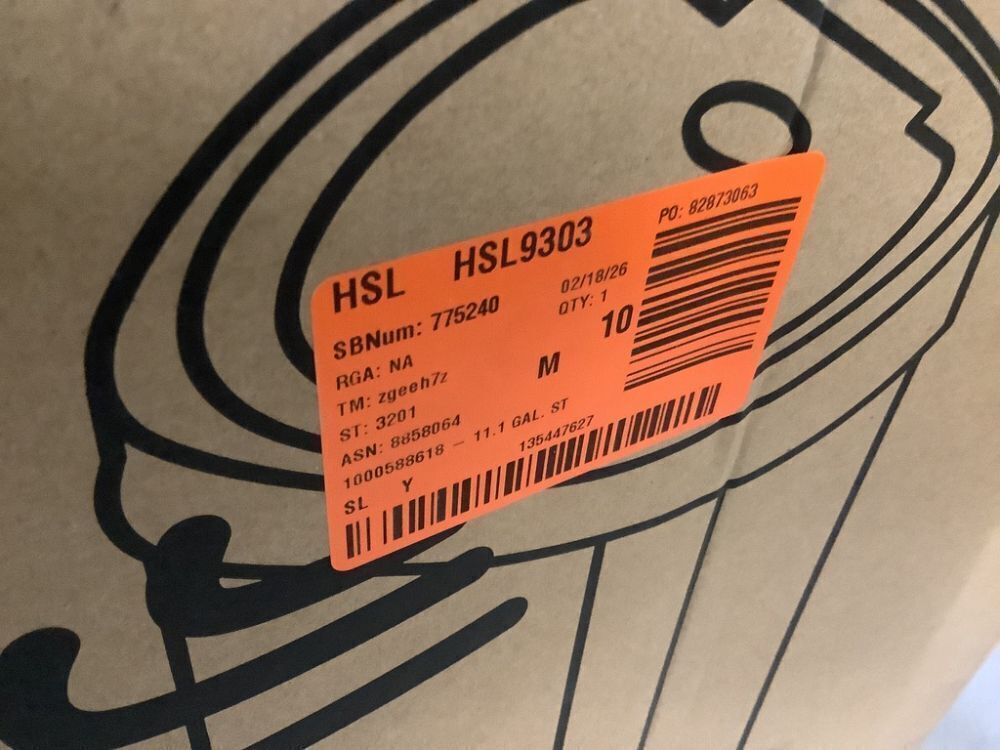 HSL HSL9303
PO: 82873063
SBNum: 775240
02/18/26
RGA: NA
QTY: 1
TM: zgeeh7z
M
10
ST: 3201
ASN: 8858064
1000588618 - 11.1 GAL. ST
SL Y
135447627